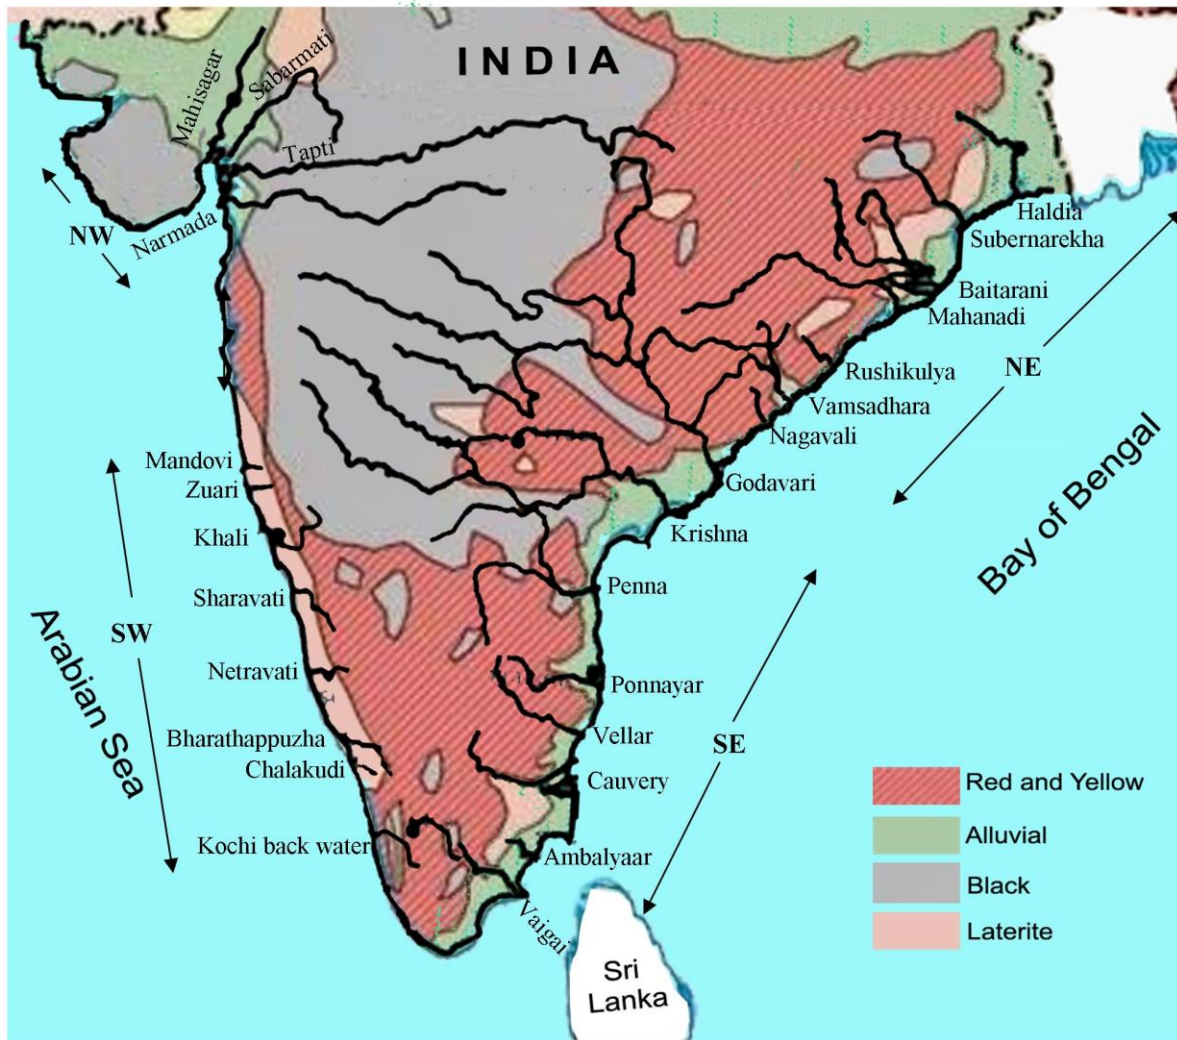 INDIA
Mahisagar
Sabarmati
Tapti
Narmada
NW
Haldia
Subernarekha
Baitarani
Mahanadi
NE
Rushikulya
Vamsadhara
Nagavali
Godavari
Krishna
Bay of Bengal
Mandovi
Zuari
Khali
Sharavati
SW
Arabian Sea
Netravati
Bharathappuzha
Chalakudi
Kochi back water
Penna
Ponnayar
Vellar
SE
Cauvery
Ambalyaar
Vaigai
Sri
Lanka
Red and Yellow
Alluvial
Black
Laterite